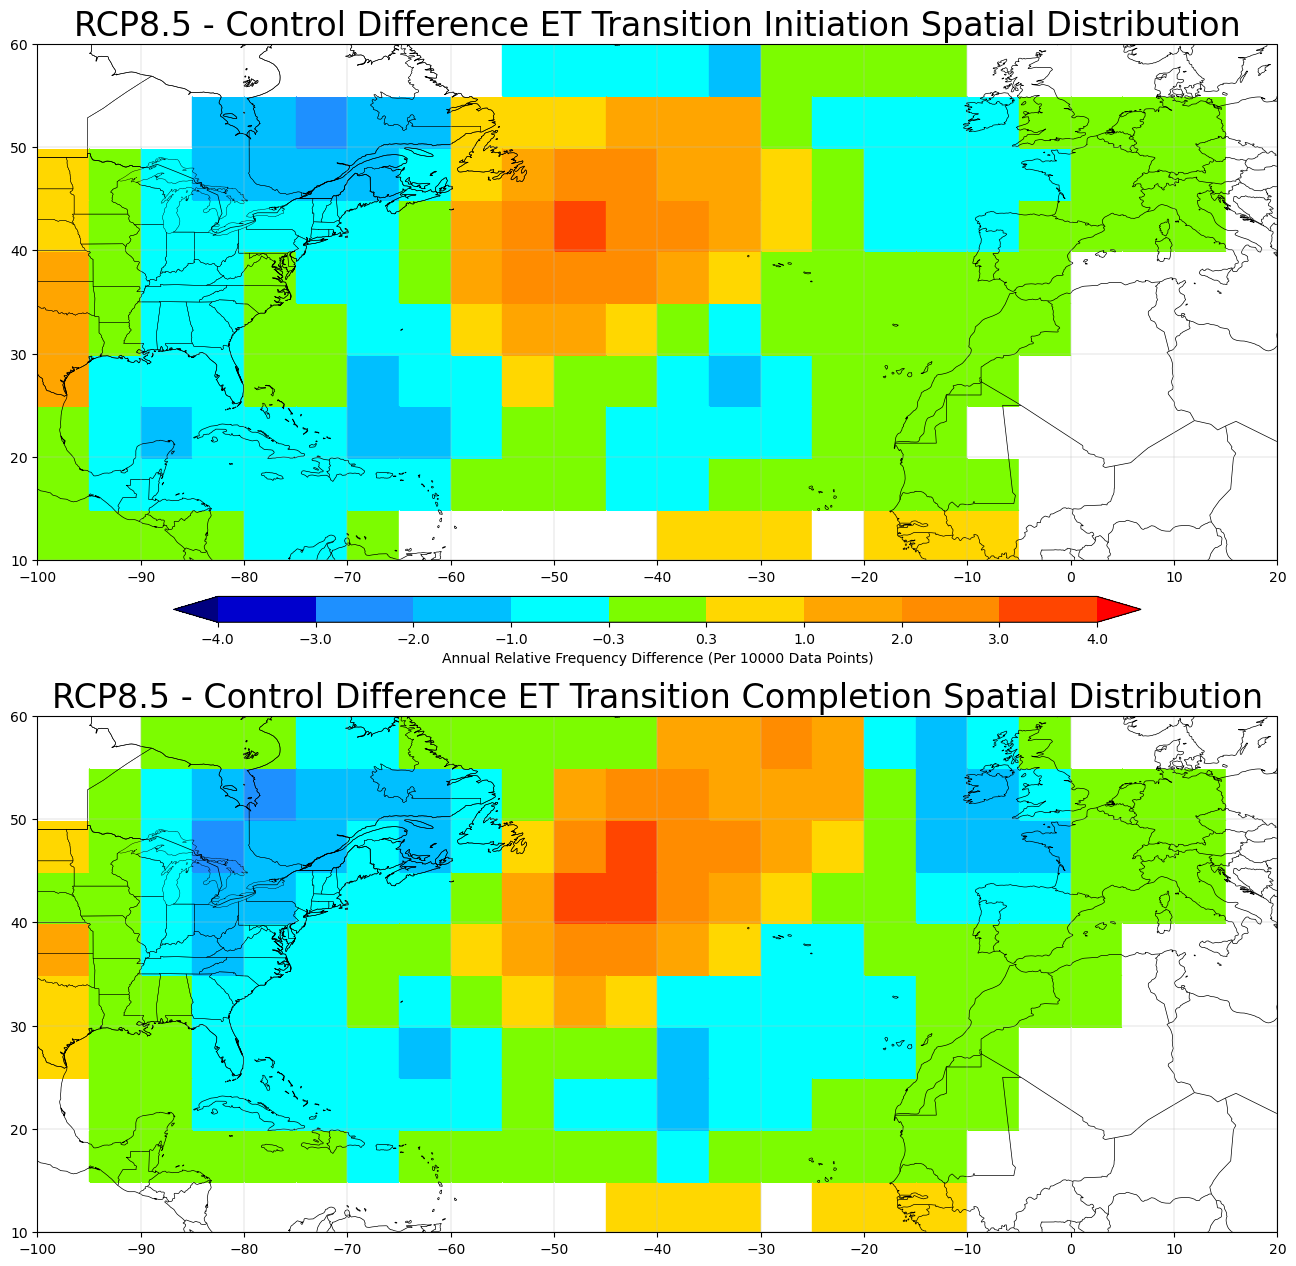 RCP8.5 - Control Difference ET Transition Initiation Spatial Distribution
60
50
40
30
20
10
−100 −90 −80 −70 −60 −50 −40 −30 −20 −10 0 10 20
−4.0 −3.0 −2.0 −1.0 −0.3 0.3 1.0 2.0 3.0 4.0
Annual Relative Frequency Difference (Per 10000 Data Points)
RCP8.5 - Control Difference ET Transition Completion Spatial Distribution
60
50
40
30
20
10
−100 −90 −80 −70 −60 −50 −40 −30 −20 −10 0 10 20